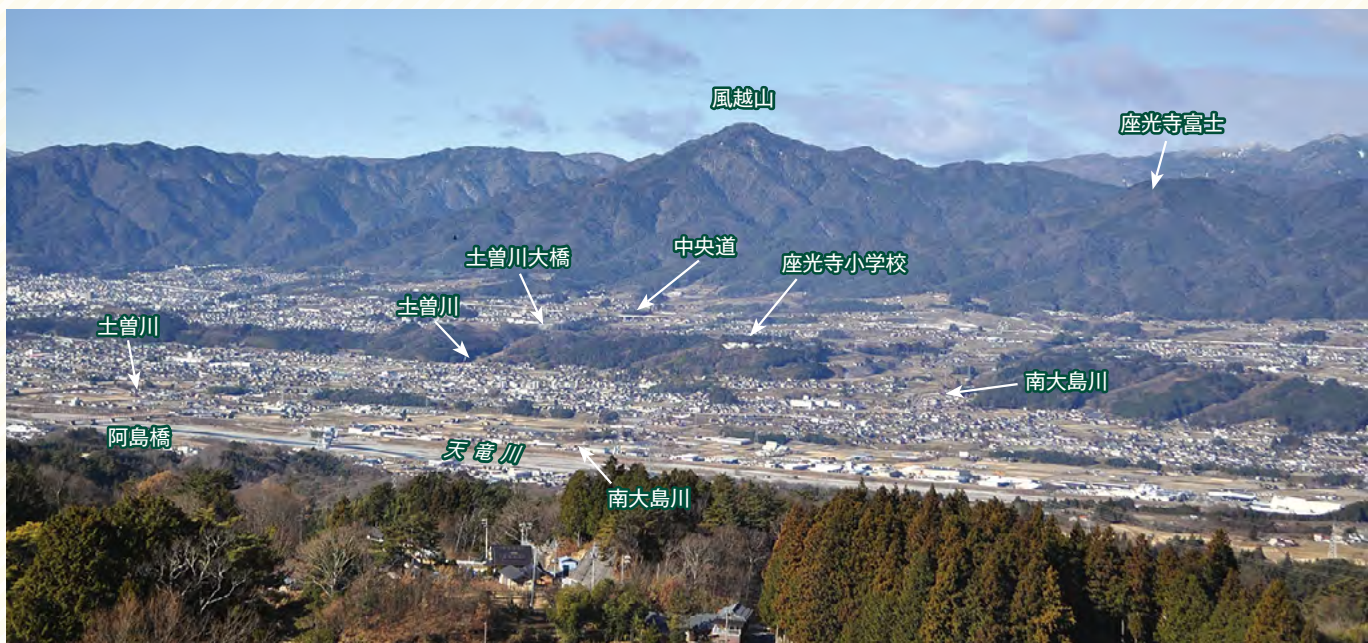 風越山
座光寺富士
中央道
土曽川大橋
座光寺小学校
土曽川
土曽川
南大島川
阿島橋
天竜川
南大島川